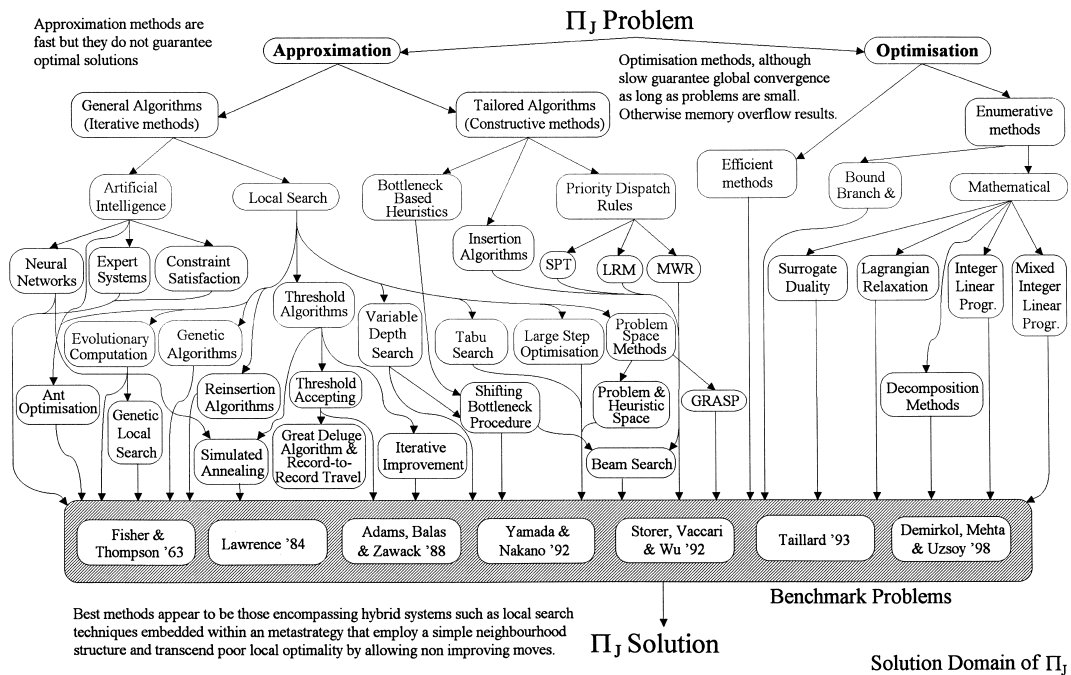 Π_J Problem
Approximation methods are
fast but they do not guarantee
optimal solutions
Approximation
Optimisation
Optimisation methods, although
slow guarantee global convergence
as long as problems are small.
Otherwise memory overflow results.
General Algorithms
(Iterative methods)
Tailored Algorithms
(Constructive methods)
Enumerative
methods
Efficient
methods
Bound
Branch &
Mathematical
Artificial
Intelligence
Local Search
Bottleneck
Based
Heuristics
Priority Dispatch
Rules
Insertion
Algorithms
SPT
LRM
MWR
Neural
Networks
Expert
Systems
Constraint
Satisfaction
Surrogate
Duality
Lagrangian
Relaxation
Integer
Linear
Progr.
Mixed
Integer
Linear
Progr.
Threshold
Algorithms
Variable
Depth
Search
Evolutionary
Computation
Genetic
Algorithms
Tabu
Search
Large Step
Optimisation
Problem
Space
Methods
Ant
Optimisation
Genetic
Local
Search
Reinsertion
Algorithms
Threshold
Accepting
Shifting
Bottleneck
Procedure
Problem &
Heuristic
Space
GRASP
Decomposition
Methods
Simulated
Annealing
Great Deluge
Algorithm &
Record-to-
Record Travel
Iterative
Improvement
Beam Search
Fisher &
Thompson ’63
Lawrence ’84
Adams, Balas
& Zawack ’88
Yamada &
Nakano ’92
Storer, Vaccari
& Wu ’92
Taillard ’93
Demirkol, Mehta
& Uzsoy ’98
Benchmark Problems
Best methods appear to be those encompassing hybrid systems such as local search
techniques embedded within an metastrategy that employ a simple neighbourhood
structure and transcend poor local optimality by allowing non improving moves.
Π_J Solution
Solution Domain of Π_J